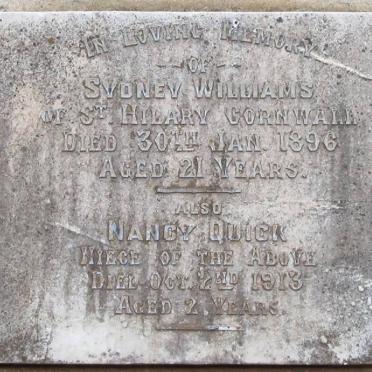 In Loving Memory
of
Sydney Williams
of St. Hilary Cornwall
Died 30th Jan. 1896
Aged 21 Years.
Also
Nancy Quick
Niece of the Above
Died Oct. 2nd 1913
Aged 2 Years.